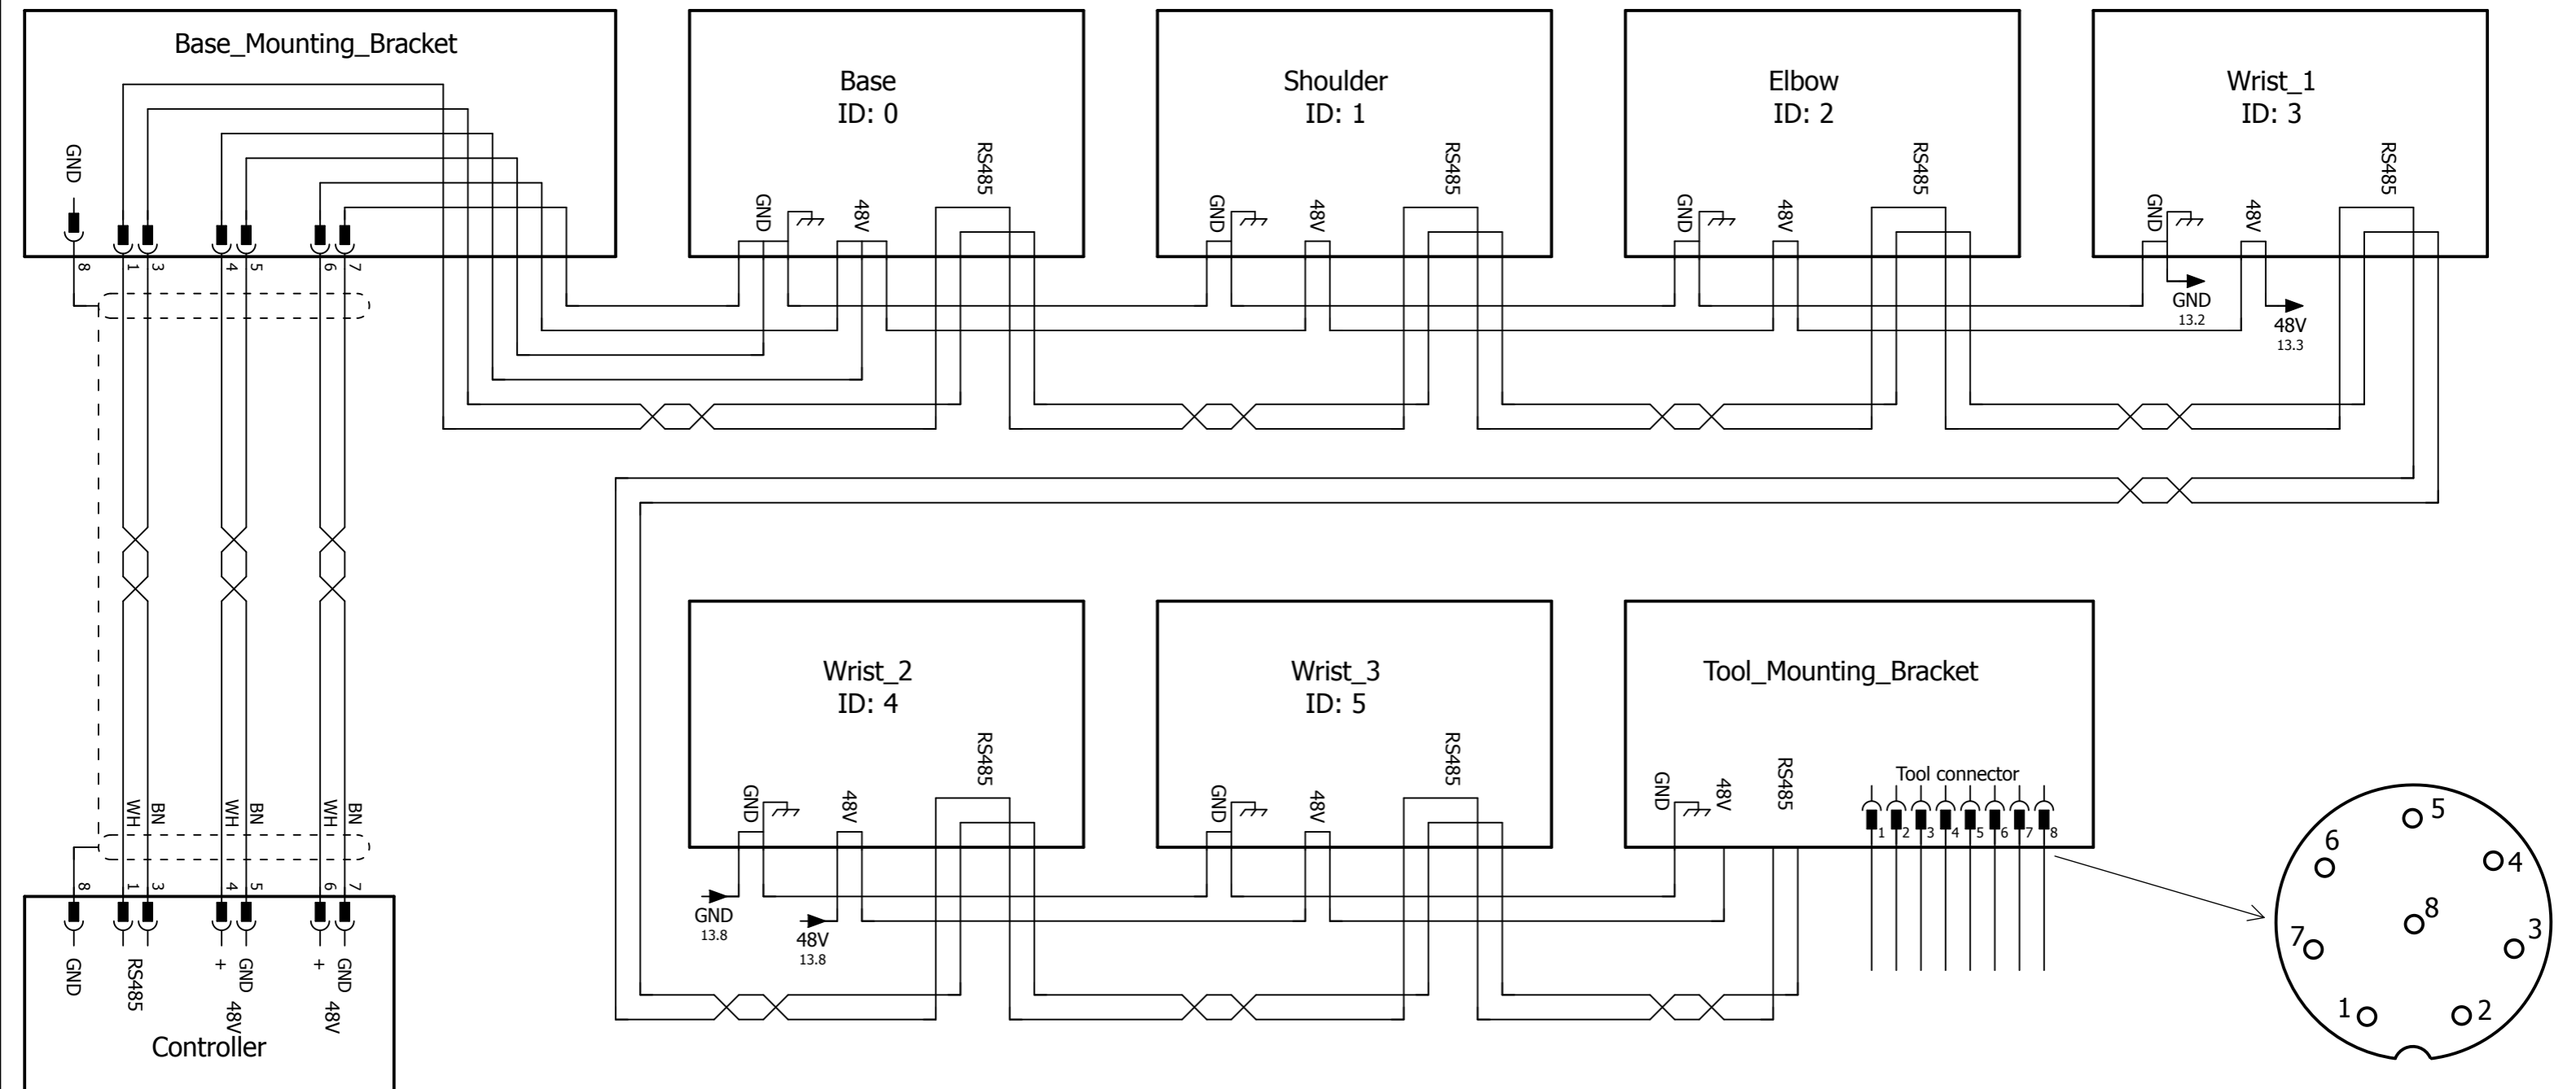 Base_Mounting_Bracket
GND
8
1
3
4
5
6
7
Base
ID: 0
GND
48V
RS485
Shoulder
ID: 1
GND
48V
RS485
Elbow
ID: 2
GND
48V
RS485
Wrist_1
ID: 3
GND
48V
RS485
GND
13.2
48V
13.3
Wrist_2
ID: 4
GND
48V
RS485
GND
13.8
48V
13.8
Wrist_3
ID: 5
GND
48V
RS485
Tool_Mounting_Bracket
GND
48V
RS485
Tool connector
1
2
3
4
5
6
7
8
5
6
4
8
7
3
1
2
WH
BN
WH
BN
WH
BN
8
1
3
4
5
6
7
GND
RS485
+
GND
48V
+
GND
48V
Controller